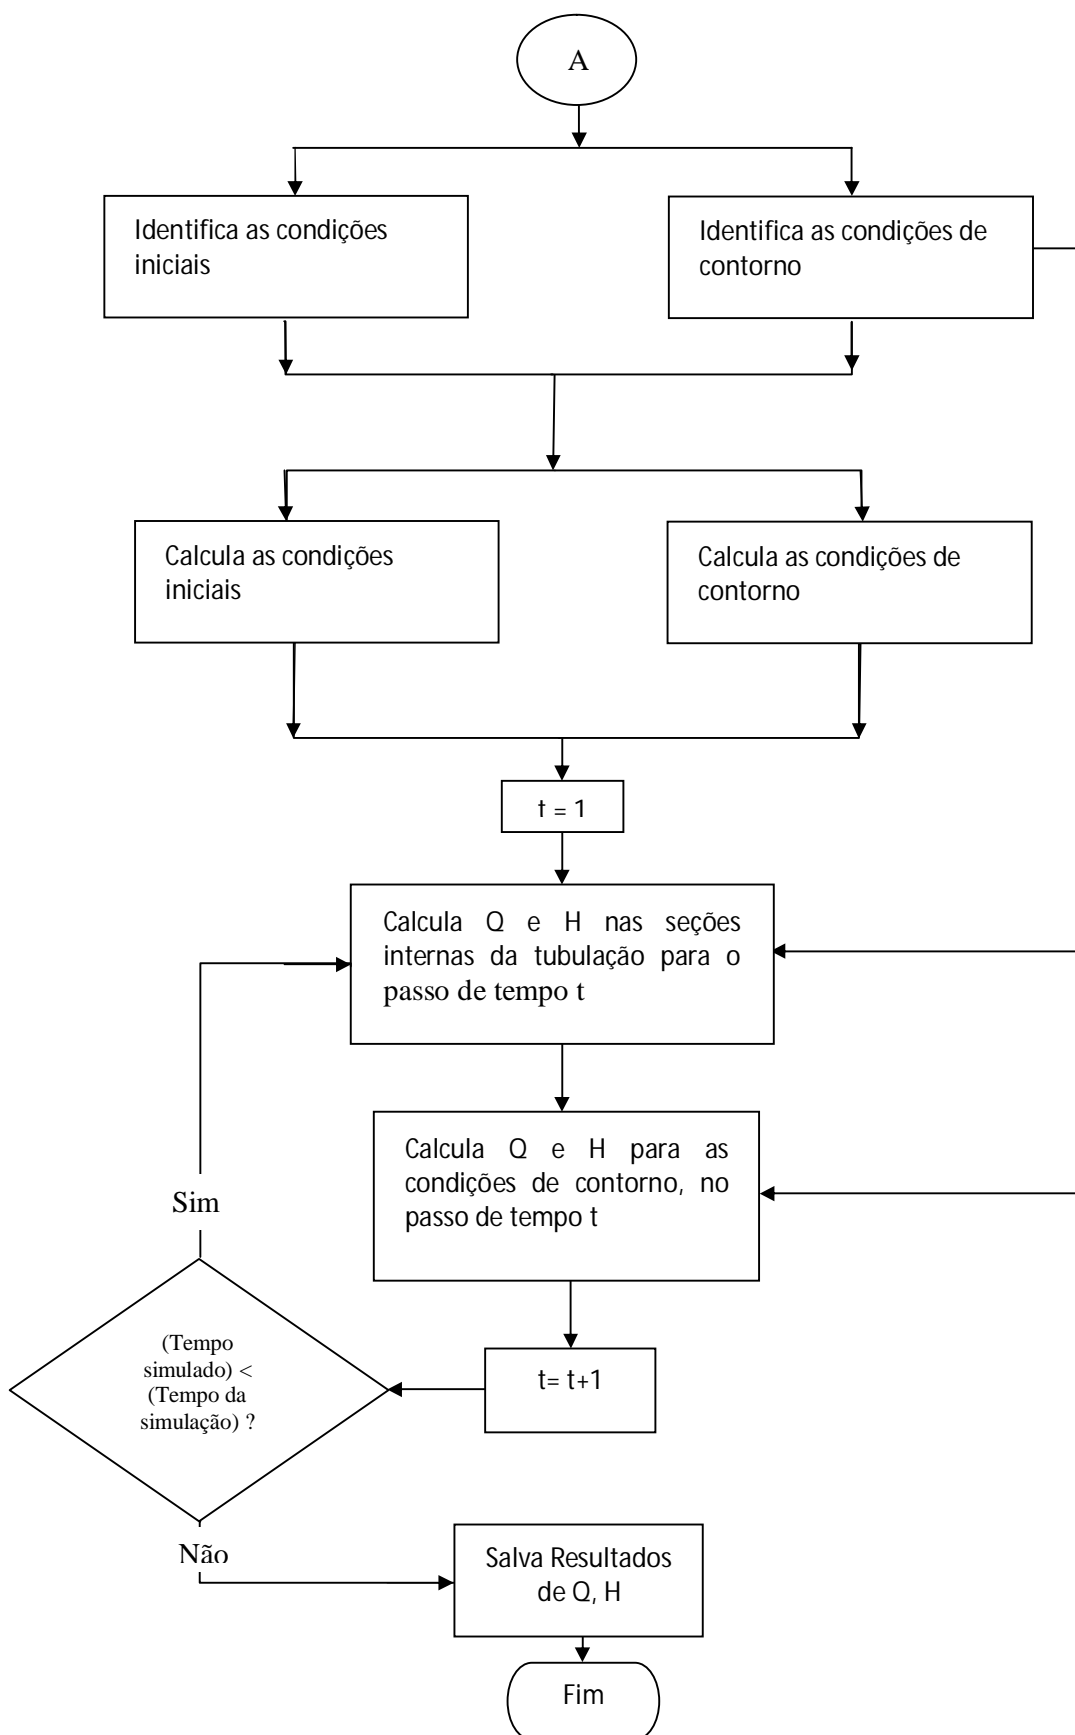 A
Identifica as condições
iniciais
Identifica as condições de
contorno
Calcula as condições
iniciais
Calcula as condições de
contorno
t = 1
Calcula Q e H nas seções
internas da tubulação para o
passo de tempo t
Calcula Q e H para as
condições de contorno, no
passo de tempo t
Sim
(Tempo
simulado) <
(Tempo da
simulação) ?
t= t+1
Não
Salva Resultados
de Q, H
Fim